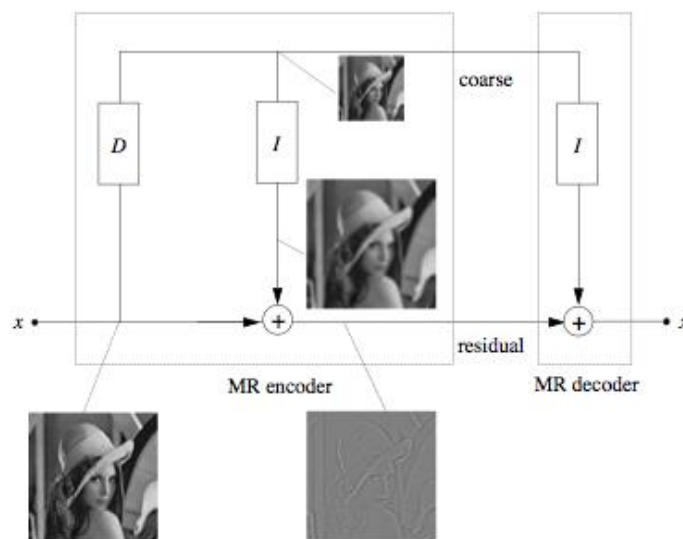 coarse
D
I
I
x
+
+
x
residual
MR encoder
MR decoder